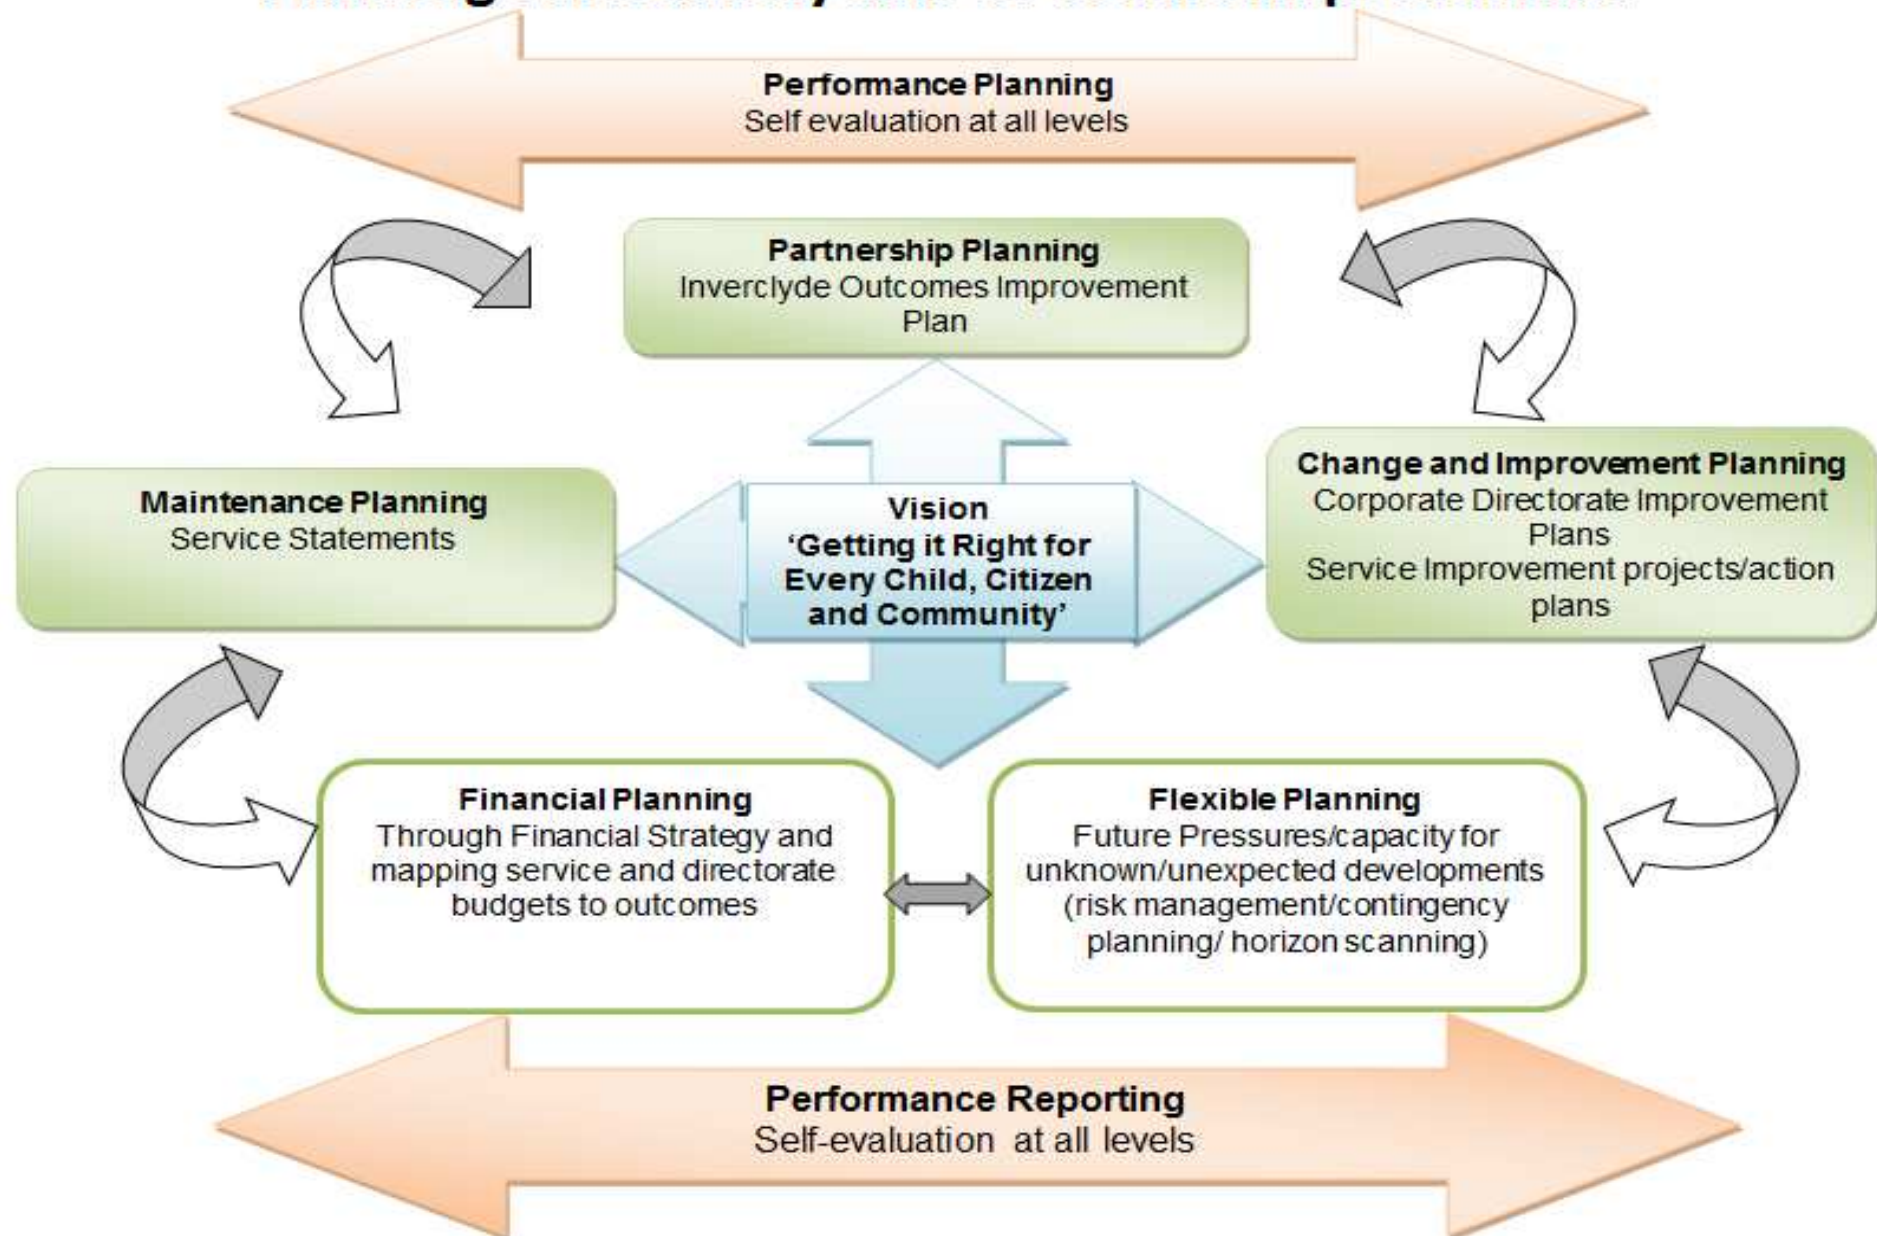 Performance Planning
Self evaluation at all levels
Partnership Planning
Inverclyde Outcomes Improvement
Plan
Maintenance Planning
Service Statements
Vision
‘Getting it Right for
Every Child, Citizen
and Community’
Change and Improvement Planning
Corporate Directorate Improvement
Plans
Service Improvement projects/action
plans
Financial Planning
Through Financial Strategy and
mapping service and directorate
budgets to outcomes
Flexible Planning
Future Pressures/capacity for
unknown/unexpected developments
(risk management/contingency
planning/ horizon scanning)
Performance Reporting
Self-evaluation at all levels